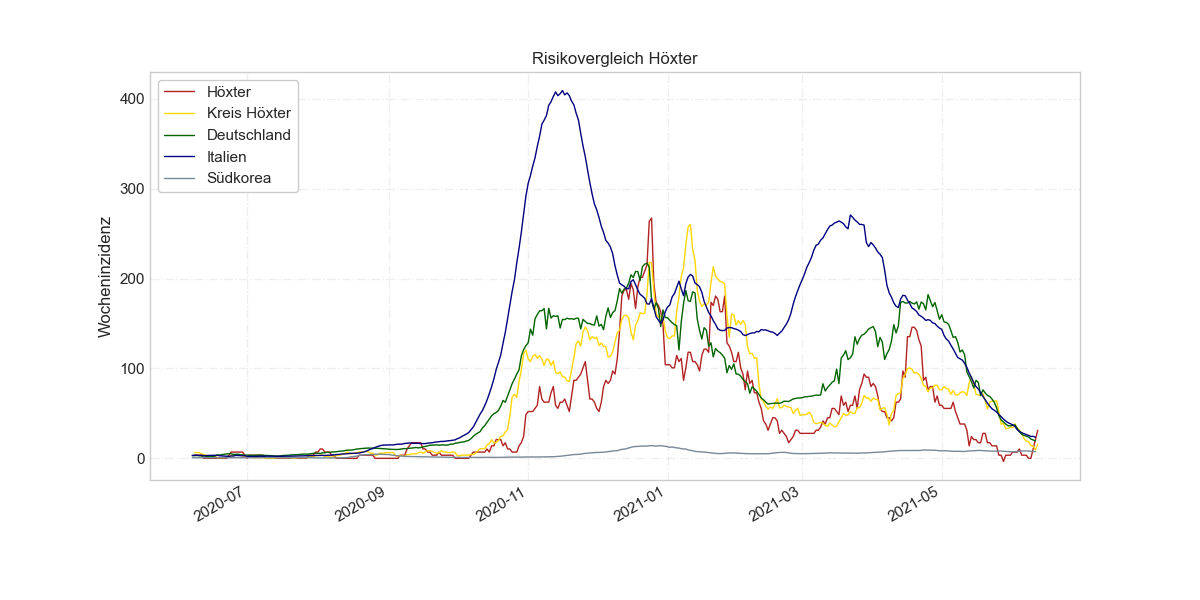 Risikovergleich Höxter
Höxter
Kreis Höxter
Deutschland
Italien
Südkorea
Wocheninzidenz
400
300
200
100
0
2020-07
2020-09
2020-11
2021-01
2021-03
2021-05